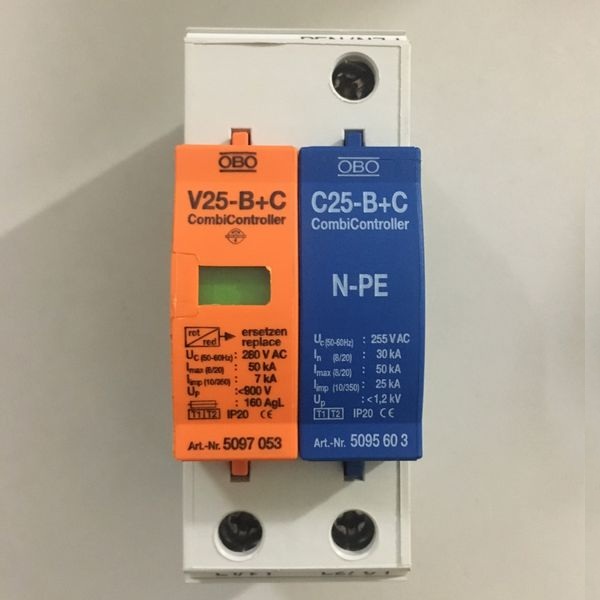 OBO
V25-B+C
CombiController
rot
red
ersetzen
replace
UC (50-60Hz) : 280 V AC
Imax (8/20) : 50 kA
Iimp (10/350) : 7 kA
UP : <900 V
: 160 AgL
T1 T2 IP20 CE
Art.-Nr. 5097 053
OBO
C25-B+C
CombiController
N-PE
UC (50-60Hz) : 255 V AC
In (8/20) : 30 kA
Imax (8/20) : 50 kA
Iimp (10/350) : 25 kA
Up : <1,2 kV
T1 T2 IP20 CE
Art.-Nr. 5095 60 3